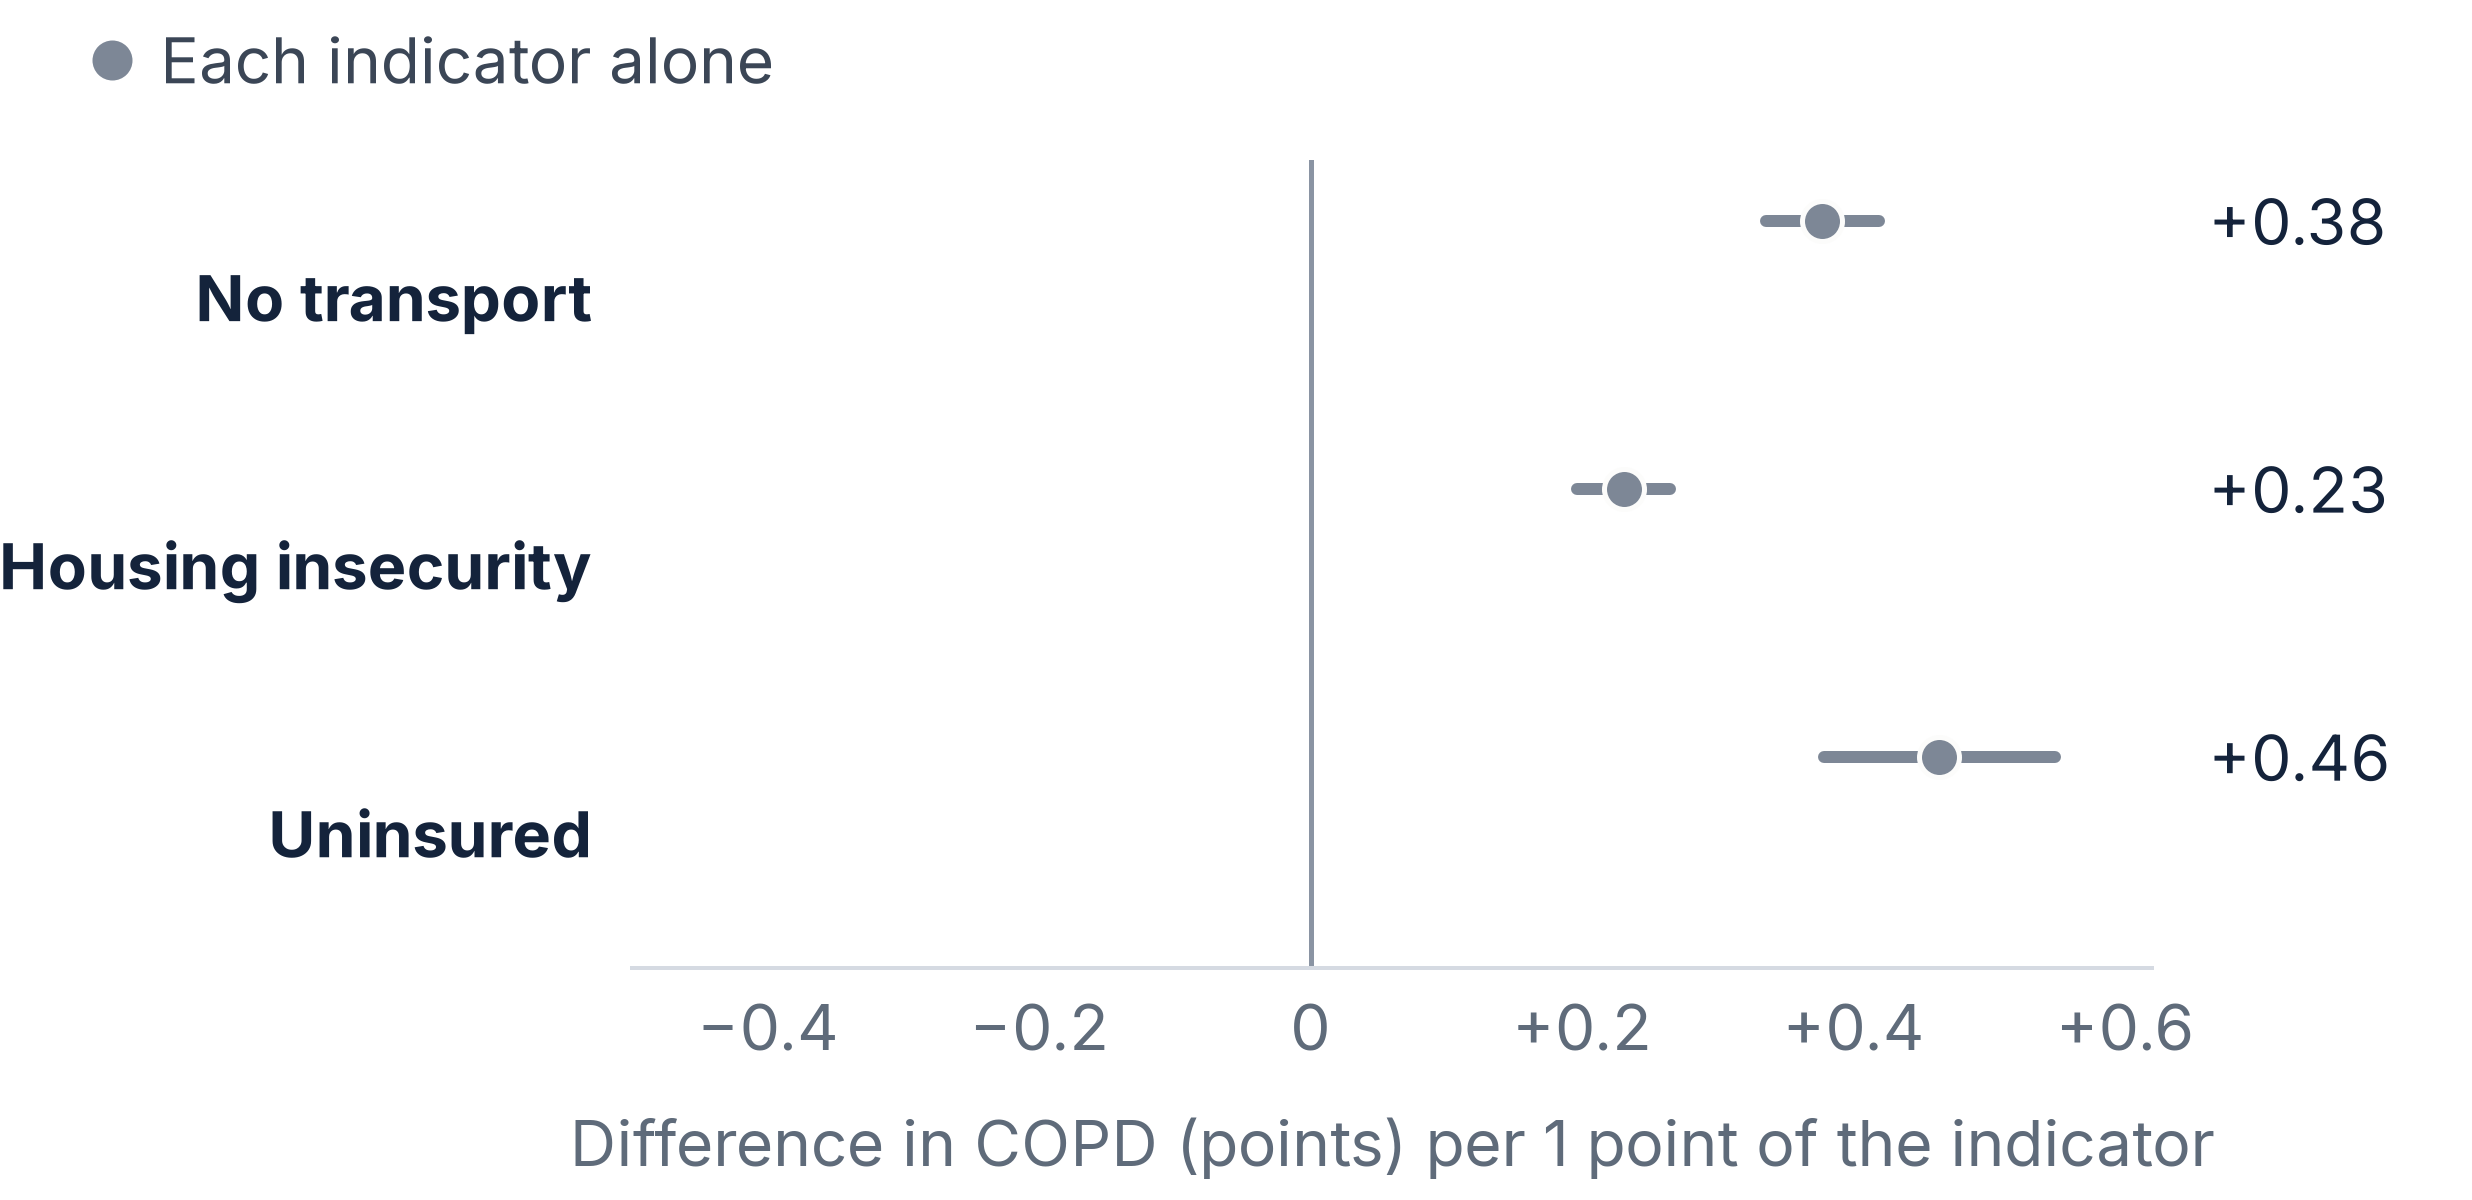 Each indicator alone
+0.38
No transport
+0.23
Housing insecurity
+0.46
Uninsured
−0.4 −0.2 0 +0.2 +0.4 +0.6
Difference in COPD (points) per 1 point of the indicator